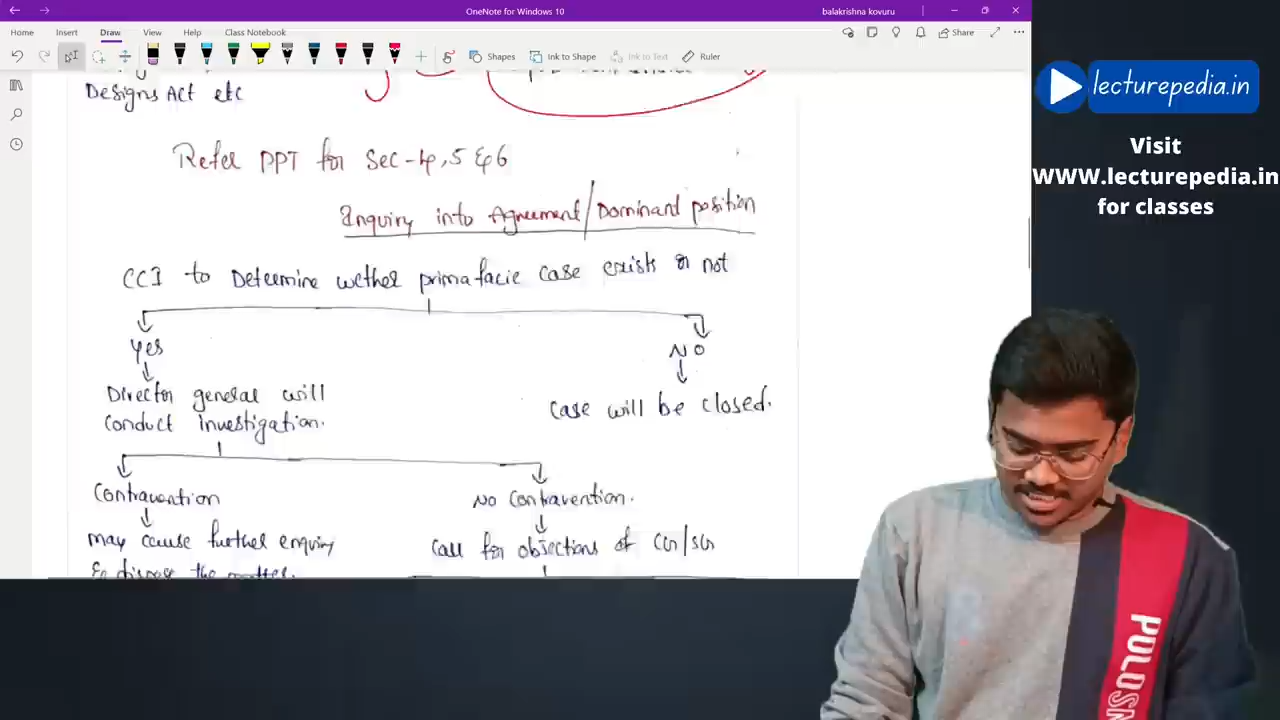 OneNote for Windows 10
balakrishna kovuru
Home Insert Draw View Help Class Notebook
Share
Shapes Ink to Shape Ink to Text Ruler
Designs Act etc
Refer PPT for Sec-4, 5 & 6
Enquiry into Agreement/Dominant position
CCI to Determine wether primafacie case exists or not
Yes
NO
Director general will
conduct investigation.
Case will be closed.
Contravention
No Contravention.
may cause further enquiry
Call for objections of CG/SG
& dispose the matter.
lecturepedia.in
Visit
WWW.lecturepedia.in
for classes
POLOSN